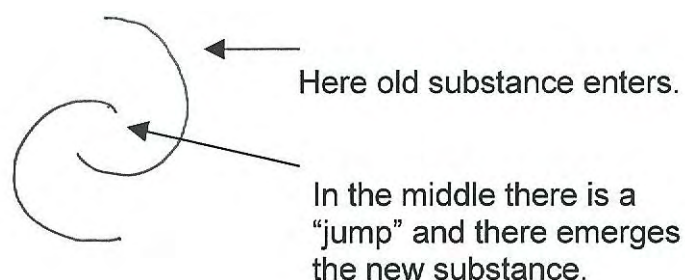 Here old substance enters.
In the middle there is a
“jump” and there emerges
the new substance.